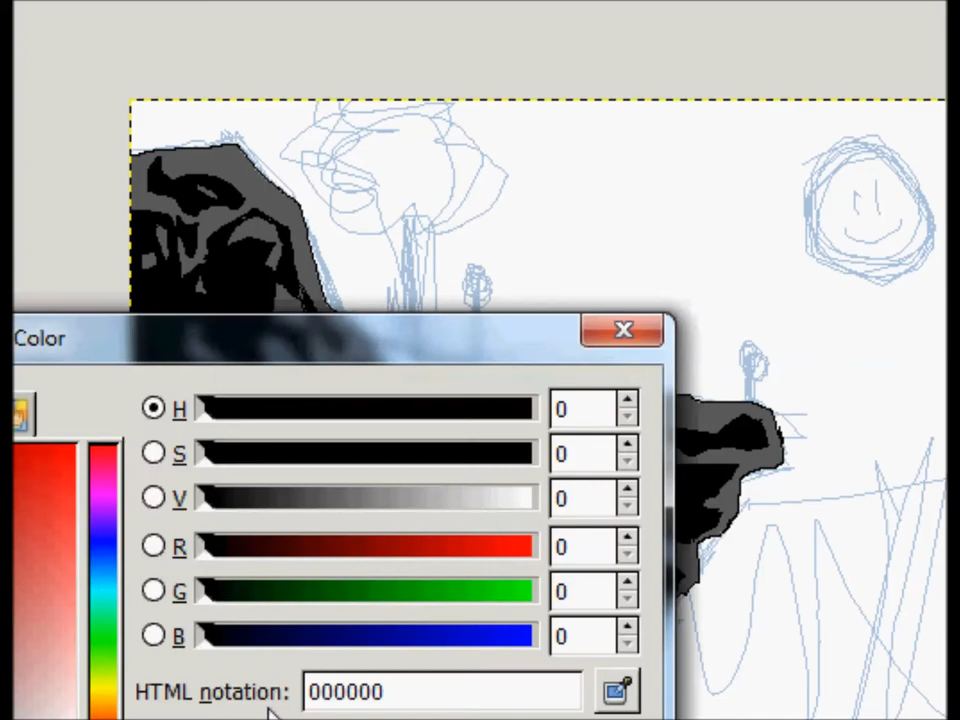 Color
H 0
S 0
V 0
R 0
G 0
B 0
HTML notation: 000000